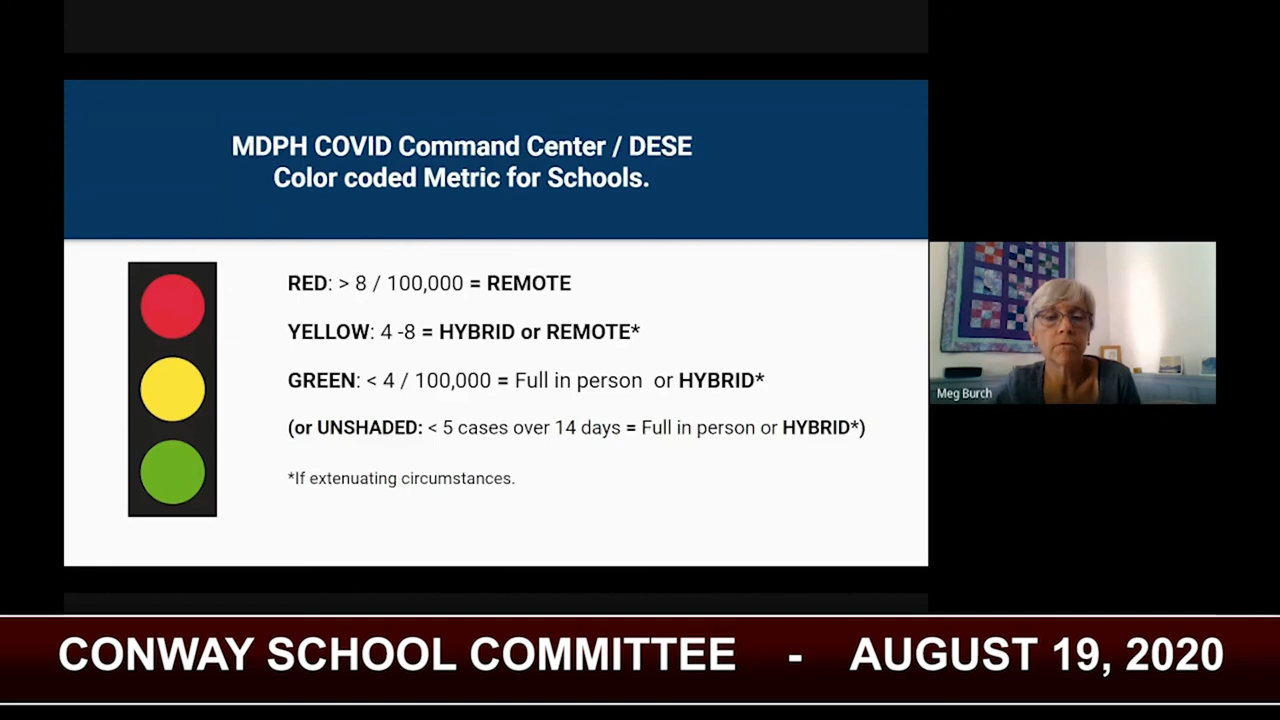 MDPH COVID Command Center / DESE
Color coded Metric for Schools.
RED: > 8 / 100,000 = REMOTE
YELLOW: 4 -8 = HYBRID or REMOTE*
GREEN: < 4 / 100,000 = Full in person or HYBRID*
(or UNSHADED: < 5 cases over 14 days = Full in person or HYBRID*)
*If extenuating circumstances.
Meg Burch
CONWAY SCHOOL COMMITTEE - AUGUST 19, 2020